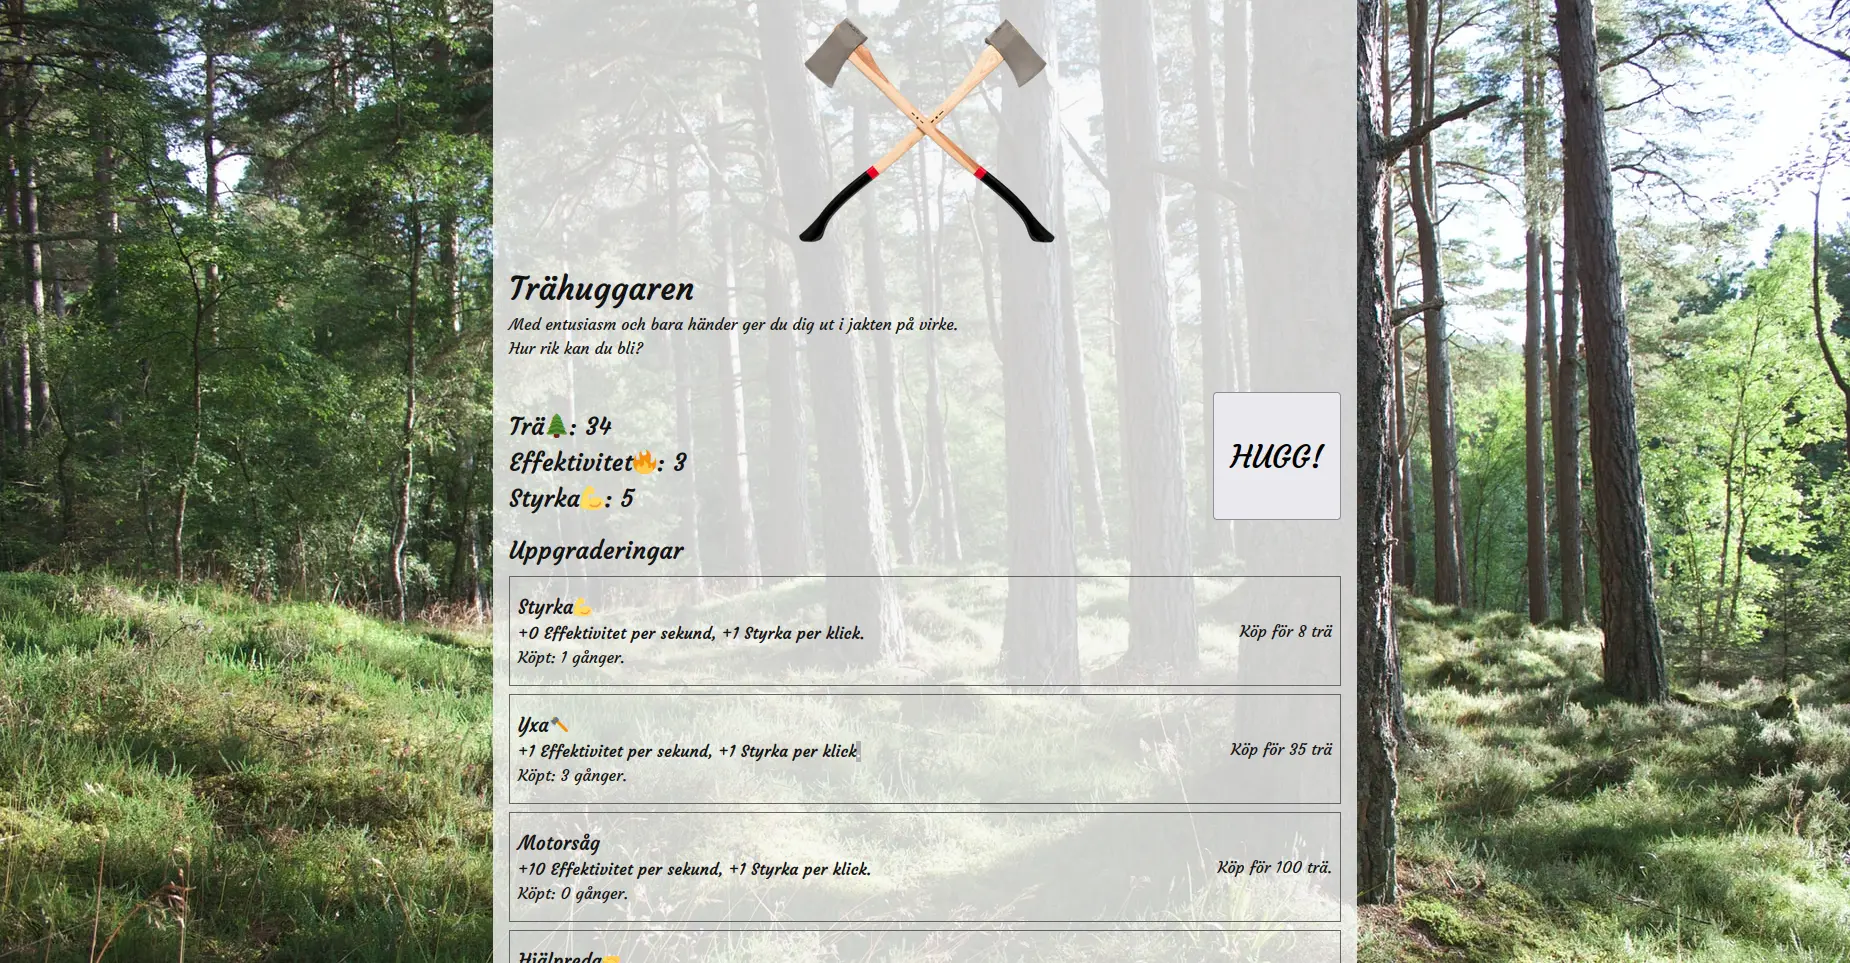 Trähuggaren
Med entusiasm och bara händer ger du dig ut i jakten på virke.
Hur rik kan du bli?
Trä🌲: 34
Effektivitet🔥: 3
Styrka💪: 5
HUGG!
Uppgraderingar
Styrka💪
+0 Effektivitet per sekund, +1 Styrka per klick.
Köpt: 1 gånger.
Köp för 8 trä
Yxa🪓
+1 Effektivitet per sekund, +1 Styrka per klick
Köpt: 3 gånger.
Köp för 35 trä
Motorsåg
+10 Effektivitet per sekund, +1 Styrka per klick.
Köpt: 0 gånger.
Köp för 100 trä.
Hjälpreda